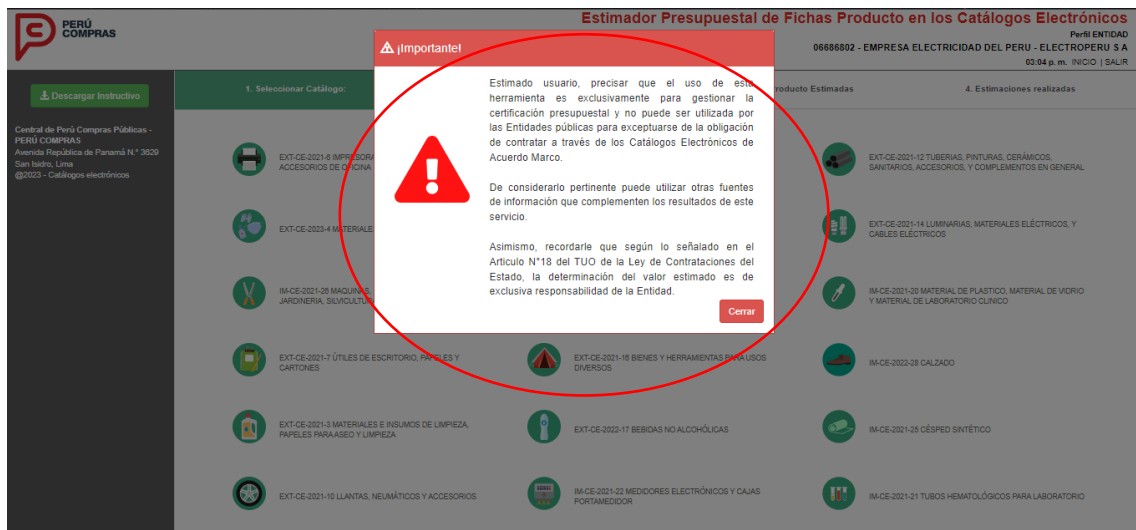 PERÚ
COMPRAS
Estimador Presupuestal de Fichas Producto en los Catálogos Electrónicos
Perfil ENTIDAD
06686802 - EMPRESA ELECTRICIDAD DEL PERU - ELECTROPERU S A
03:04 p. m. INICIO | SALIR
Descargar Instructivo
Central de Perú Compras Públicas -
PERÚ COMPRAS
Avenida República de Panamá N.° 3629
San Isidro, Lima
@2023 - Catálogos electrónicos
1. Seleccionar Catálogo:
roducto Estimadas
4. Estimaciones realizadas
¡Importante!
Estimado usuario, precisar que el uso de esta
herramienta es exclusivamente para gestionar la
certificación presupuestal y no puede ser utilizada por
las Entidades públicas para exceptuarse de la obligación
de contratar a través de los Catálogos Electrónicos de
Acuerdo Marco.
De considerarlo pertinente puede utilizar otras fuentes
de información que complementen los resultados de este
servicio.
Asimismo, recordarle que según lo señalado en el
Articulo N°18 del TUO de la Ley de Contrataciones del
Estado, la determinación del valor estimado es de
exclusiva responsabilidad de la Entidad.
Cerrar
EXT-CE-2021-6 IMPRESORA
ACCESORIOS DE OFICINA
EXT-CE-2021-12 TUBERIAS, PINTURAS, CERÁMICOS,
SANITARIOS, ACCESORIOS, Y COMPLEMENTOS EN GENERAL
EXT-CE-2023-4 MATERIALE
EXT-CE-2021-14 LUMINARIAS, MATERIALES ELÉCTRICOS, Y
CABLES ELÉCTRICOS
IM-CE-2021-26 MAQUINAS,
JARDINERIA, SILVICULTURA
IM-CE-2021-20 MATERIAL DE PLASTICO, MATERIAL DE VIDRIO
Y MATERIAL DE LABORATORIO CLINICO
EXT-CE-2021-7 ÚTILES DE ESCRITORIO, PAPELES Y
CARTONES
EXT-CE-2021-16 BIENES Y HERRAMIENTAS PARA USOS
DIVERSOS
IM-CE-2022-28 CALZADO
EXT-CE-2021-3 MATERIALES E INSUMOS DE LIMPIEZA,
PAPELES PARA ASEO Y LIMPIEZA
EXT-CE-2022-17 BEBIDAS NO ALCOHÓLICAS
IM-CE-2021-25 CÉSPED SINTÉTICO
EXT-CE-2021-10 LLANTAS, NEUMÁTICOS Y ACCESORIOS
IM-CE-2021-22 MEDIDORES ELECTRÓNICOS Y CAJAS
PORTAMEDIDOR
IM-CE-2021-21 TUBOS HEMATOLÓGICOS PARA LABORATORIO